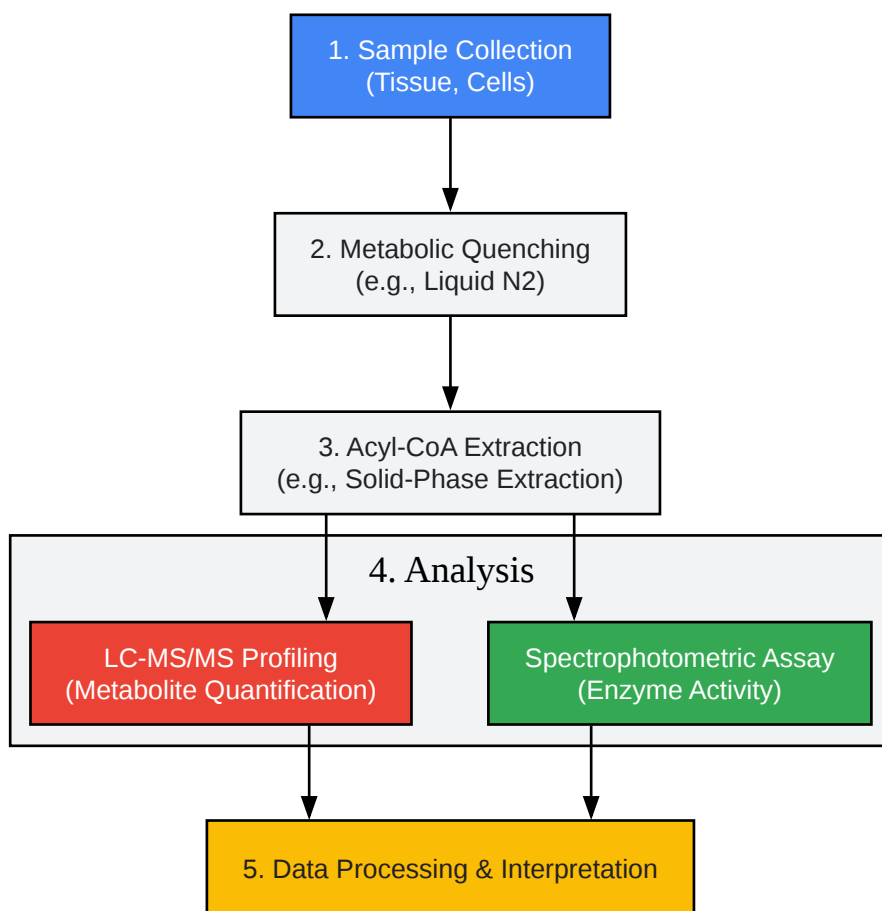 1. Sample Collection
(Tissue, Cells)
2. Metabolic Quenching
(e.g., Liquid N2)
3. Acyl-CoA Extraction
(e.g., Solid-Phase Extraction)
4. Analysis
LC-MS/MS Profiling
(Metabolite Quantification)
Spectrophotometric Assay
(Enzyme Activity)
5. Data Processing & Interpretation